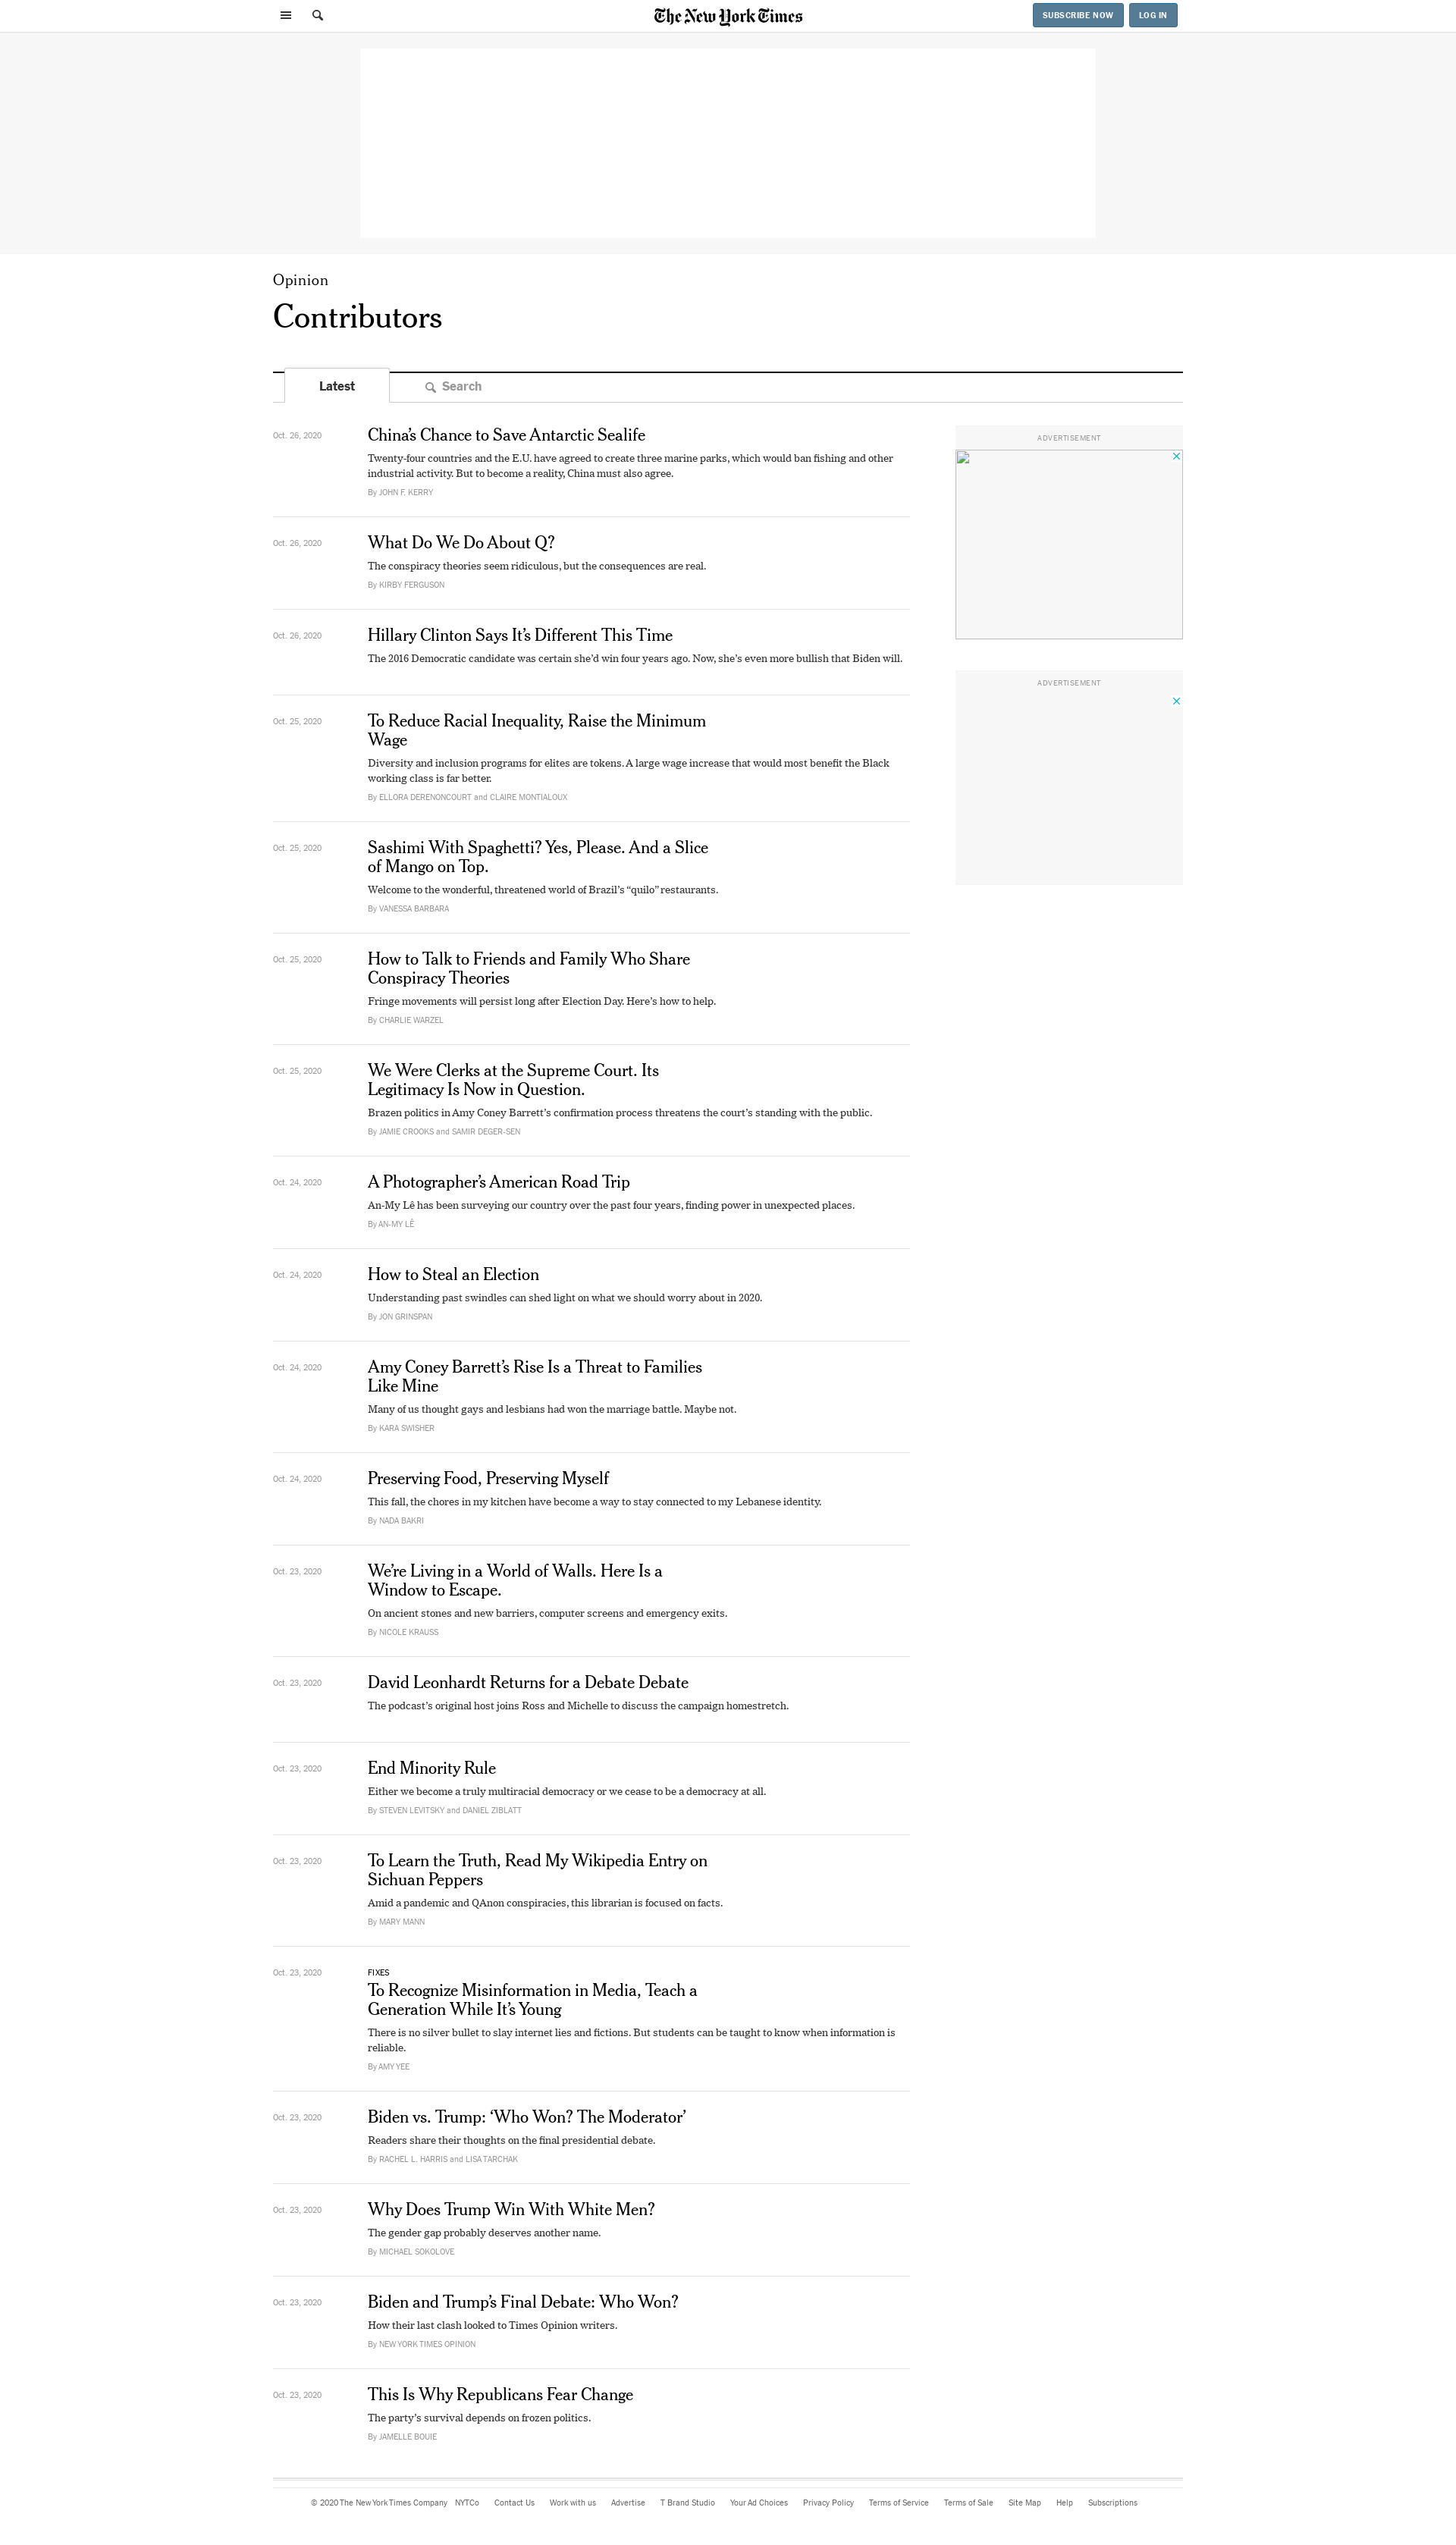 The New York Times
SUBSCRIBE NOW
LOG IN
Opinion
Contributors
Latest
Search
Oct. 26, 2020
China’s Chance to Save Antarctic Sealife
Twenty-four countries and the E.U. have agreed to create three marine parks, which would ban fishing and other
industrial activity. But to become a reality, China must also agree.
By JOHN F. KERRY
ADVERTISEMENT
Oct. 26, 2020
What Do We Do About Q?
The conspiracy theories seem ridiculous, but the consequences are real.
By KIRBY FERGUSON
Oct. 26, 2020
Hillary Clinton Says It’s Different This Time
The 2016 Democratic candidate was certain she’d win four years ago. Now, she’s even more bullish that Biden will.
ADVERTISEMENT
Oct. 25, 2020
To Reduce Racial Inequality, Raise the Minimum
Wage
Diversity and inclusion programs for elites are tokens. A large wage increase that would most benefit the Black
working class is far better.
By ELLORA DERENONCOURT and CLAIRE MONTIALOUX
Oct. 25, 2020
Sashimi With Spaghetti? Yes, Please. And a Slice
of Mango on Top.
Welcome to the wonderful, threatened world of Brazil’s “quilo” restaurants.
By VANESSA BARBARA
Oct. 25, 2020
How to Talk to Friends and Family Who Share
Conspiracy Theories
Fringe movements will persist long after Election Day. Here’s how to help.
By CHARLIE WARZEL
Oct. 25, 2020
We Were Clerks at the Supreme Court. Its
Legitimacy Is Now in Question.
Brazen politics in Amy Coney Barrett’s confirmation process threatens the court’s standing with the public.
By JAMIE CROOKS and SAMIR DEGER-SEN
Oct. 24, 2020
A Photographer’s American Road Trip
An-My Lê has been surveying our country over the past four years, finding power in unexpected places.
By AN-MY LÊ
Oct. 24, 2020
How to Steal an Election
Understanding past swindles can shed light on what we should worry about in 2020.
By JON GRINSPAN
Oct. 24, 2020
Amy Coney Barrett’s Rise Is a Threat to Families
Like Mine
Many of us thought gays and lesbians had won the marriage battle. Maybe not.
By KARA SWISHER
Oct. 24, 2020
Preserving Food, Preserving Myself
This fall, the chores in my kitchen have become a way to stay connected to my Lebanese identity.
By NADA BAKRI
Oct. 23, 2020
We’re Living in a World of Walls. Here Is a
Window to Escape.
On ancient stones and new barriers, computer screens and emergency exits.
By NICOLE KRAUSS
Oct. 23, 2020
David Leonhardt Returns for a Debate Debate
The podcast’s original host joins Ross and Michelle to discuss the campaign homestretch.
Oct. 23, 2020
End Minority Rule
Either we become a truly multiracial democracy or we cease to be a democracy at all.
By STEVEN LEVITSKY and DANIEL ZIBLATT
Oct. 23, 2020
To Learn the Truth, Read My Wikipedia Entry on
Sichuan Peppers
Amid a pandemic and QAnon conspiracies, this librarian is focused on facts.
By MARY MANN
Oct. 23, 2020
FIXES
To Recognize Misinformation in Media, Teach a
Generation While It’s Young
There is no silver bullet to slay internet lies and fictions. But students can be taught to know when information is
reliable.
By AMY YEE
Oct. 23, 2020
Biden vs. Trump: ‘Who Won? The Moderator’
Readers share their thoughts on the final presidential debate.
By RACHEL L. HARRIS and LISA TARCHAK
Oct. 23, 2020
Why Does Trump Win With White Men?
The gender gap probably deserves another name.
By MICHAEL SOKOLOVE
Oct. 23, 2020
Biden and Trump’s Final Debate: Who Won?
How their last clash looked to Times Opinion writers.
By NEW YORK TIMES OPINION
Oct. 23, 2020
This Is Why Republicans Fear Change
The party’s survival depends on frozen politics.
By JAMELLE BOUIE
© 2020 The New York Times Company NYTCo Contact Us Work with us Advertise T Brand Studio Your Ad Choices Privacy Policy Terms of Service Terms of Sale Site Map Help Subscriptions